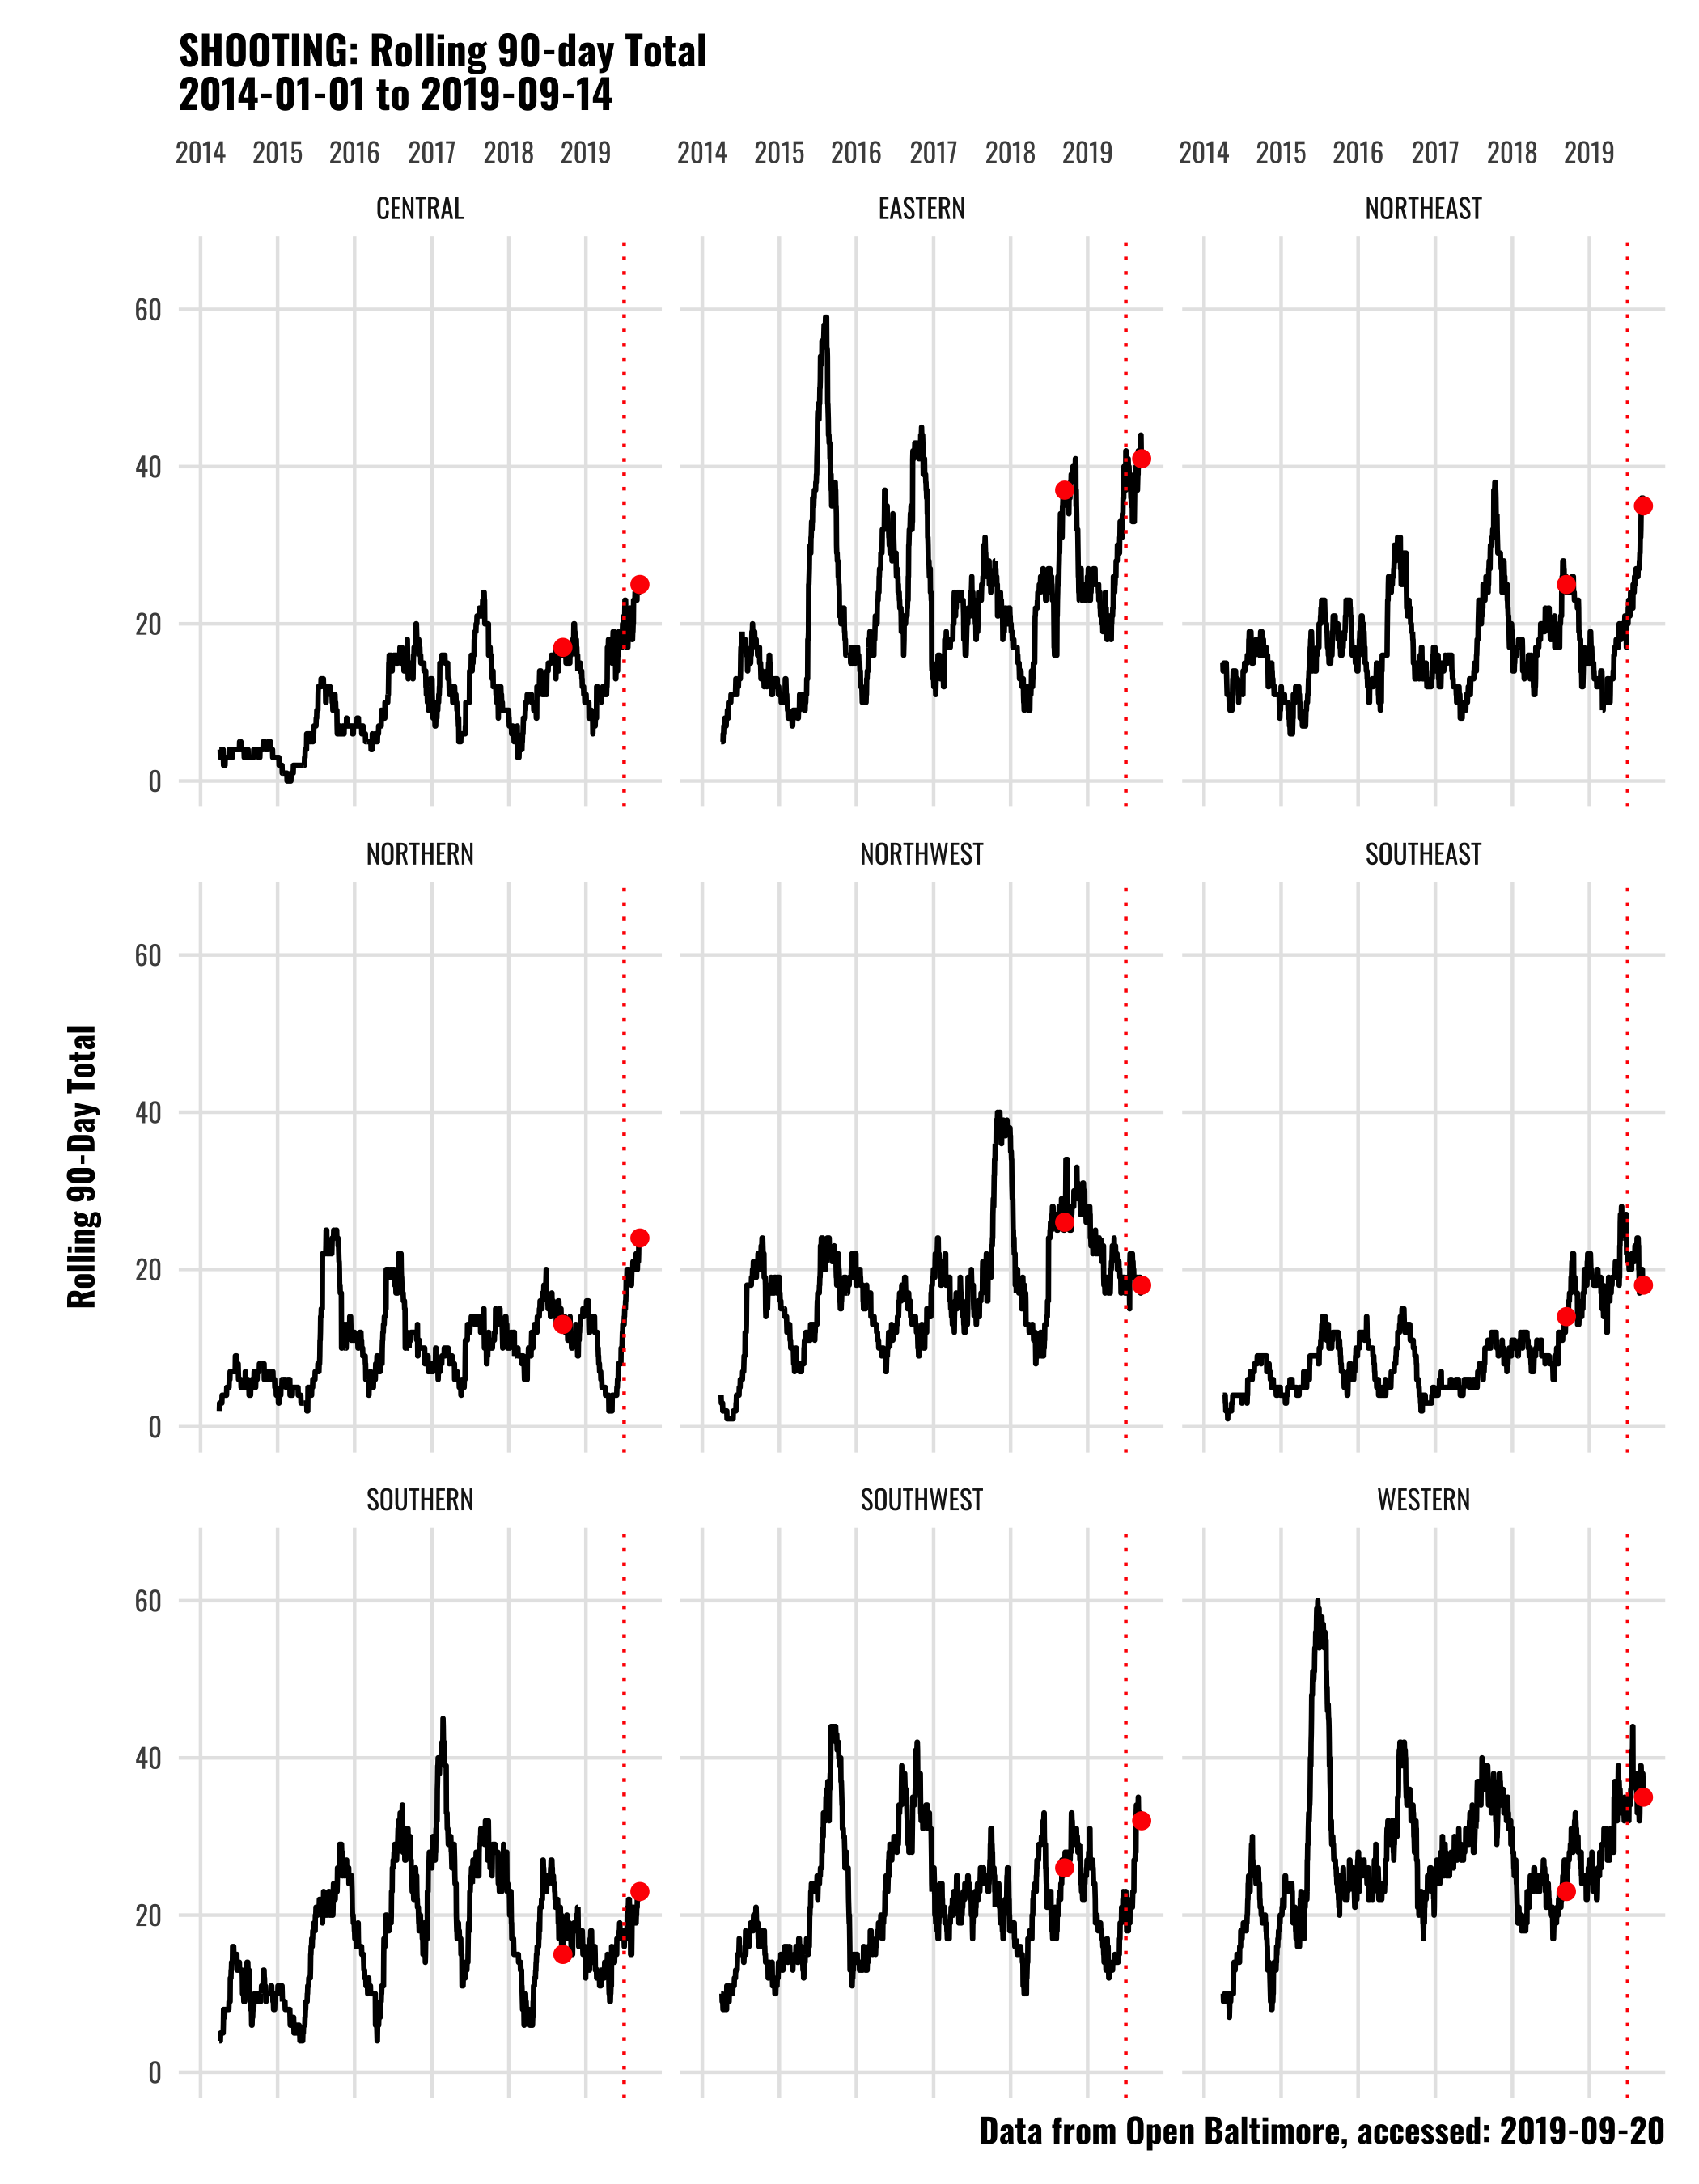 SHOOTING: Rolling 90-day Total
2014-01-01 to 2019-09-14
2014 2015 2016 2017 2018 2019 2014 2015 2016 2017 2018 2019 2014 2015 2016 2017 2018 2019
CENTRAL EASTERN NORTHEAST
60
40
20
0
NORTHERN NORTHWEST SOUTHEAST
60
40
20
0
Rolling 90-Day Total
SOUTHERN SOUTHWEST WESTERN
60
40
20
0
Data from Open Baltimore, accessed: 2019-09-20